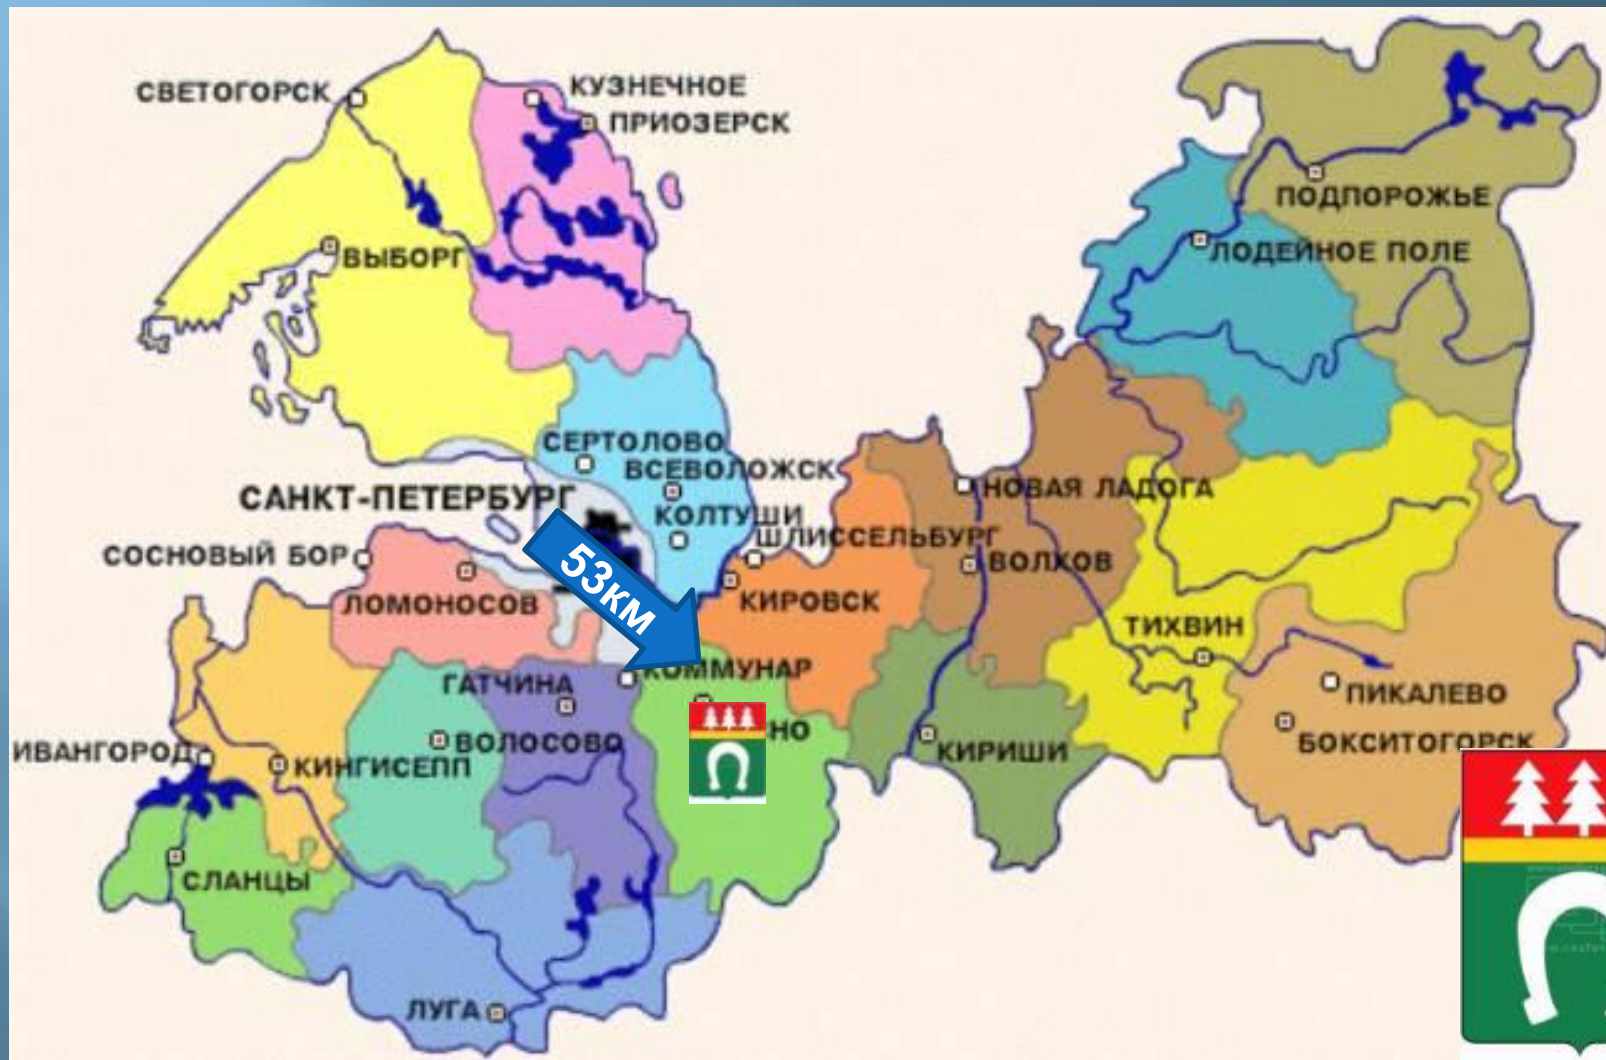 СВЕТОГОРСК
КУЗНЕЧНОЕ
ПРИОЗЕРСК
ПОДПОРОЖЬЕ
ВЫБОРГ
ЛОДЕЙНОЕ ПОЛЕ
СЕРТОЛОВО
ВСЕВОЛОЖСК
САНКТ-ПЕТЕРБУРГ
НОВАЯ ЛАДОГА
КОЛТУШИ
ШЛИССЕЛЬБУРГ
СОСНОВЫЙ БОР
ВОЛХОВ
53км
ЛОМОНОСОВ
КИРОВСК
ТИХВИН
КОММУНАР
ГАТЧИНА
ПИКАЛЕВО
НО
ИВАНГОРОД
ВОЛОСОВО
КИРИШИ
БОКСИТОГОРСК
КИНГИСЕПП
СЛАНЦЫ
ЛУГА